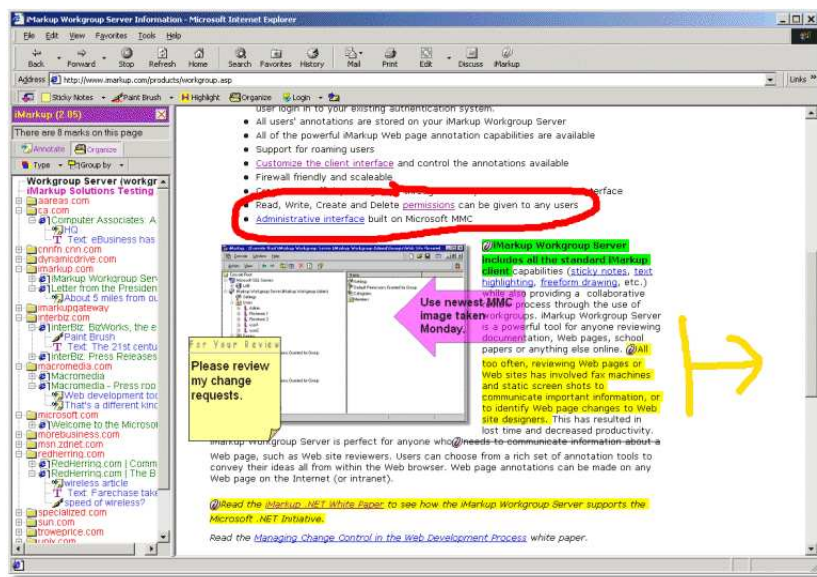 iMarkup Workgroup Server Information - Microsoft Internet Explorer
File Edit View Favorites Tools Help
Back Forward Stop Refresh Home Search Favorites History Mail Print Edit Discuss iMarkup
Address http://www.imarkup.com/products/workgroup.asp Links »
Sticky Notes Paint Brush Highlight Organize Login
iMarkup (2.05)
There are 8 marks on this page
Annotate Organize
Type Group by
Workgroup Server (workgr
iMarkup Solutions Testing
aareas.com
ca.com
Computer Associates: A
HQ
T Text: eBusiness has
cnnfn.cnn.com
dynamicdrive.com
imarkup.com
iMarkup Workgroup Serv
Letter from the Presiden
About 5 miles from ou
imarkupgateway
interbiz.com
InterBiz: BizWorks, the e
Paint Brush
T Text: The 21st centu
InterBiz: Press Releases
macromedia.com
Macromedia
Macromedia - Press roo
Web development too
That's a different kind
microsoft.com
Welcome to the Microsof
morebusiness.com
msn.zdnet.com
redherring.com
RedHerring.com | Comm
RedHerring.com | The B
wireless article
T Text: Farechase take
speed of wireless?
specialized.com
sun.com
troweprice.com
unix.com
user login in to your existing authentication system.
All users' annotations are stored on your iMarkup Workgroup Server
All of the powerful iMarkup Web page annotation capabilities are available
Support for roaming users
Customize the client interface and control the annotations available
Firewall friendly and scaleable
interface
Read, Write, Create and Delete permissions can be given to any users
Administrative interface built on Microsoft MMC
Use newest MMC
image taken
Monday.
For Your Review
Please review
my change
requests.
iMarkup Workgroup Server
includes all the standard iMarkup
client capabilities (sticky notes, text
highlighting, freeform drawing, etc.)
while also providing a collaborative
process through the use of
workgroups. iMarkup Workgroup Server
is a powerful tool for anyone reviewing
documentation, Web pages, school
papers or anything else online. All
too often, reviewing Web pages or
Web sites has involved fax machines
and static screen shots to
communicate important information, or
to identify Web page changes to Web
site designers. This has resulted in
lost time and decreased productivity.
iMarkup Workgroup Server is perfect for anyone who needs to communicate information about a
Web page, such as Web site reviewers. Users can choose from a rich set of annotation tools to
convey their ideas all from within the Web browser. Web page annotations can be made on any
Web page on the Internet (or intranet).
Read the iMarkup .NET White Paper to see how the iMarkup Workgroup Server supports the
Microsoft .NET Initiative.
Read the Managing Change Control in the Web Development Process white paper.